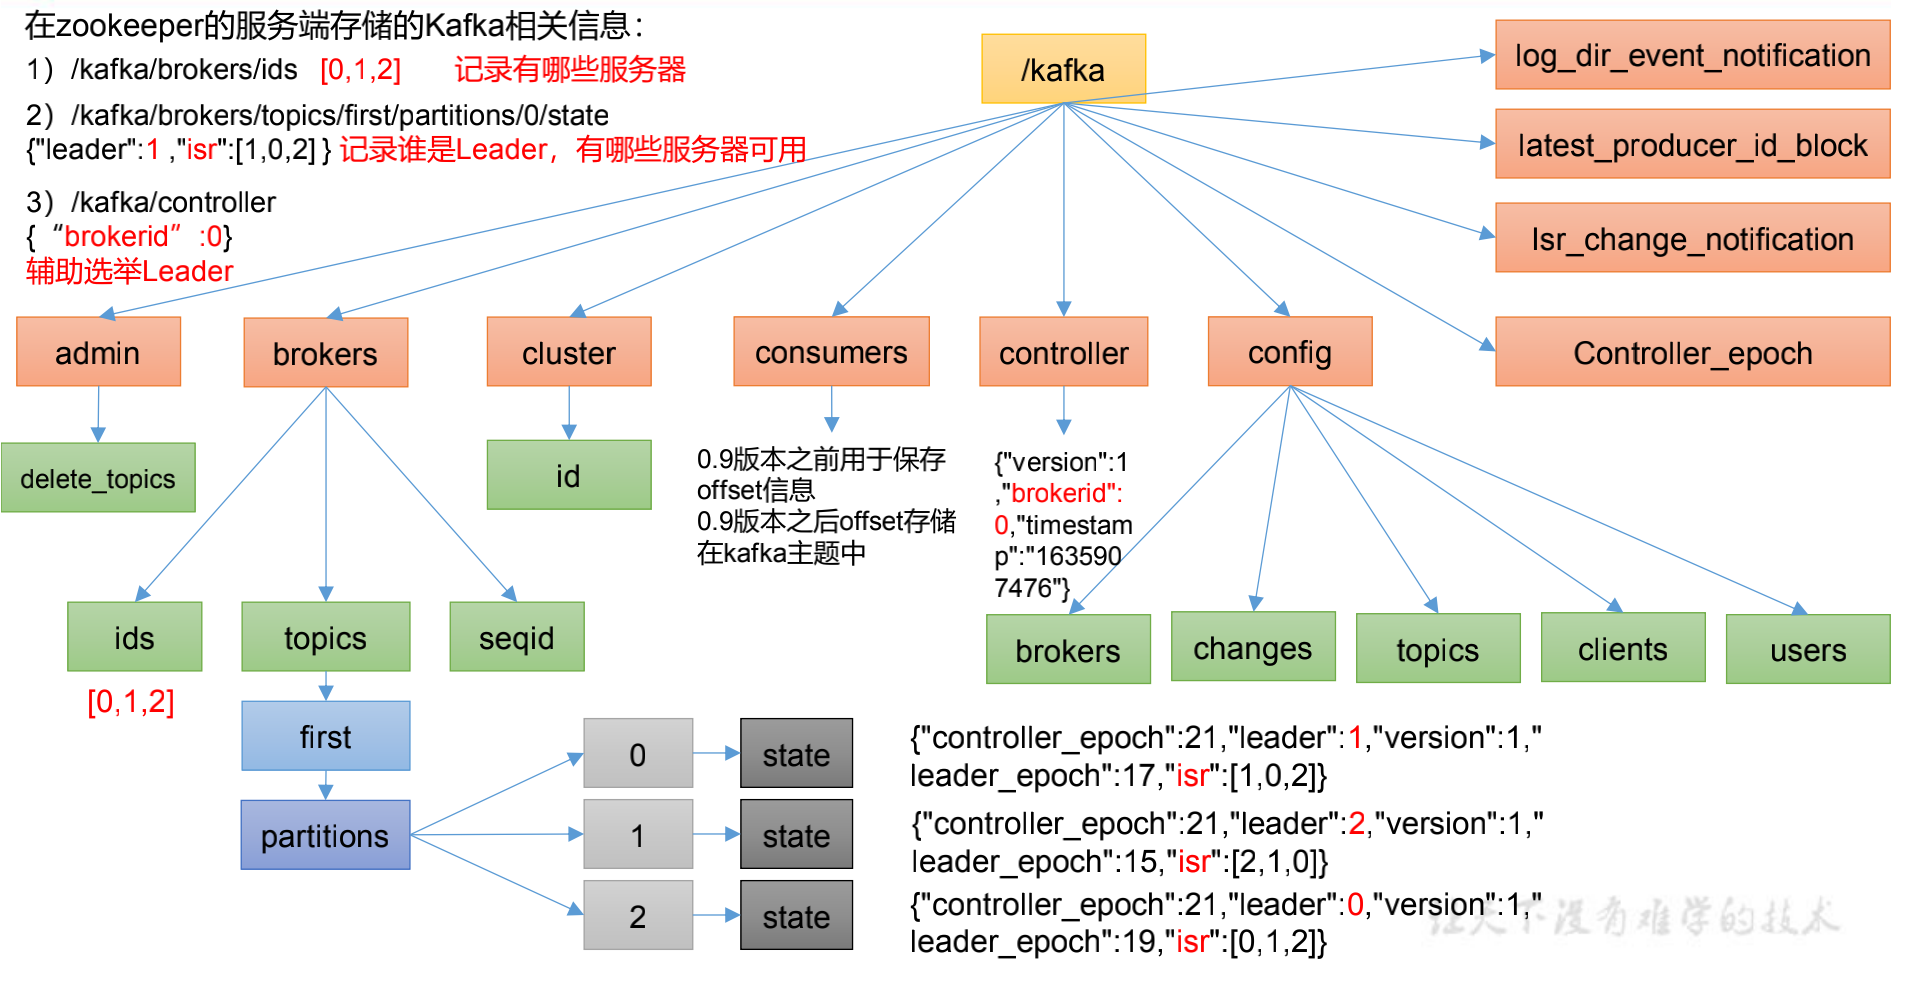 在zookeeper的服务端存储的Kafka相关信息：
1）/kafka/brokers/ids [0,1,2] 记录有哪些服务器
2）/kafka/brokers/topics/first/partitions/0/state
{"leader":1 ,"isr":[1,0,2] } 记录谁是Leader，有哪些服务器可用
3）/kafka/controller
{ “brokerid” :0}
辅助选举Leader
/kafka
log_dir_event_notification
latest_producer_id_block
Isr_change_notification
Controller_epoch
admin
brokers
cluster
consumers
controller
config
delete_topics
id
0.9版本之前用于保存
offset信息
0.9版本之后offset存储
在kafka主题中
{"version":1
,"brokerid":
0,"timestam
p":"163590
7476"}
ids
topics
seqid
brokers
changes
topics
clients
users
[0,1,2]
first
partitions
0
state
1
state
2
state
{"controller_epoch":21,"leader":1,"version":1,"
leader_epoch":17,"isr":[1,0,2]}
{"controller_epoch":21,"leader":2,"version":1,"
leader_epoch":15,"isr":[2,1,0]}
{"controller_epoch":21,"leader":0,"version":1,"
leader_epoch":19,"isr":[0,1,2]}
让天下没有难学的技术